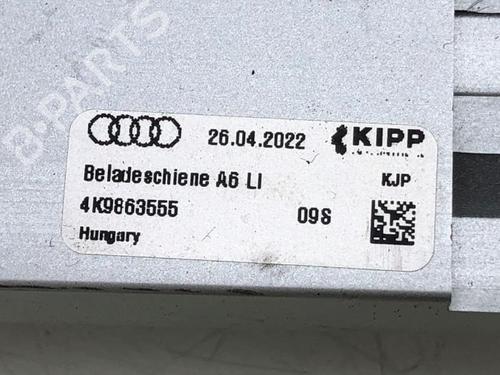 B-PARTS
26.04.2022 KIPP
Beladeschiene A6 LI KJP
4K9863555 09S
Hungary